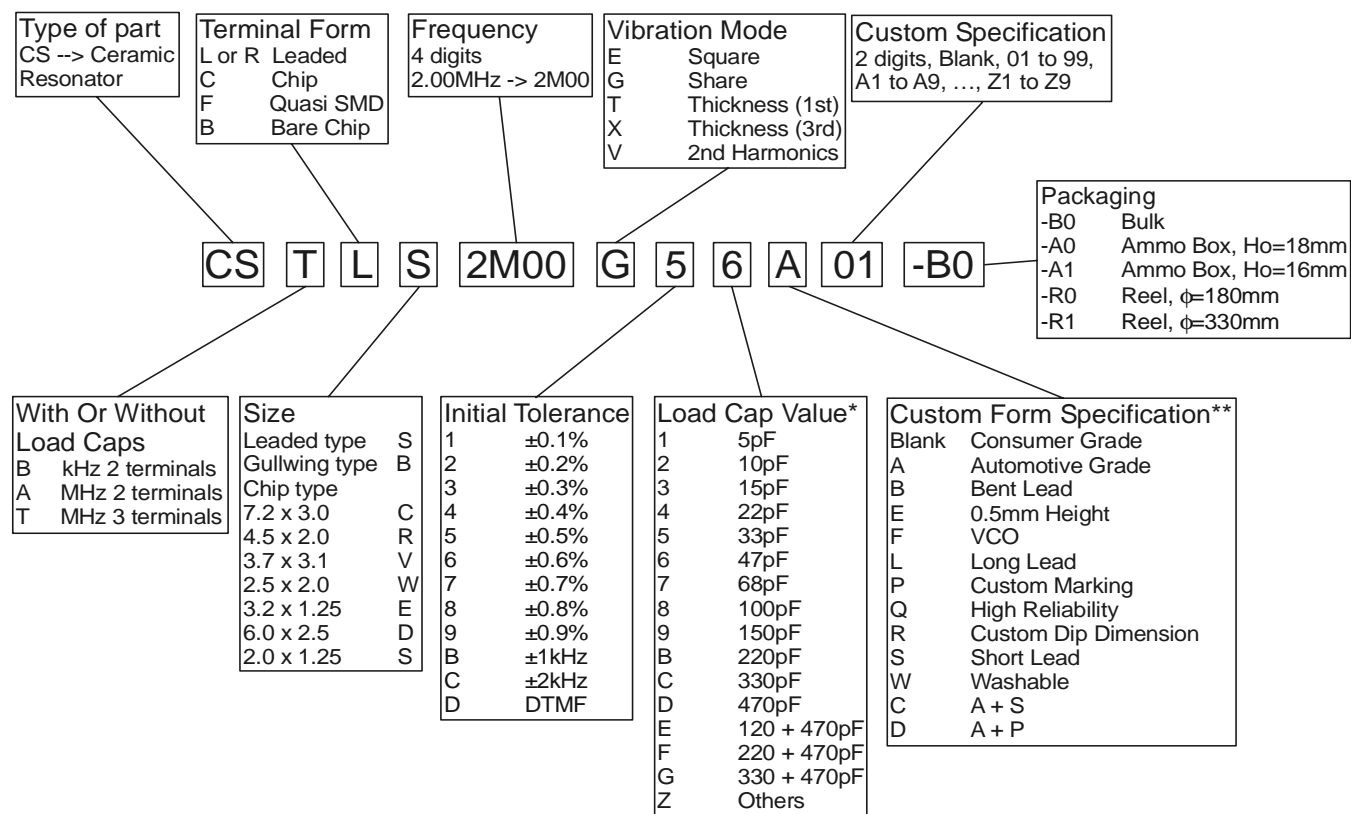 Type of part
CS --> Ceramic
Resonator
Terminal Form
L or R Leaded
C Chip
F Quasi SMD
B Bare Chip
Frequency
4 digits
2.00MHz -> 2M00
Vibration Mode
E Square
G Share
T Thickness (1st)
X Thickness (3rd)
V 2nd Harmonics
Custom Specification
2 digits, Blank, 01 to 99,
A1 to A9, …, Z1 to Z9
CS T L S 2M00 G 5 6 A 01 -B0
Packaging
-B0 Bulk
-A0 Ammo Box, Ho=18mm
-A1 Ammo Box, Ho=16mm
-R0 Reel, ϕ=180mm
-R1 Reel, ϕ=330mm
With Or Without
Load Caps
B kHz 2 terminals
A MHz 2 terminals
T MHz 3 terminals
Size
Leaded type S
Gullwing type B
Chip type
7.2 x 3.0 C
4.5 x 2.0 R
3.7 x 3.1 V
2.5 x 2.0 W
3.2 x 1.25 E
6.0 x 2.5 D
2.0 x 1.25 S
Initial Tolerance
1 ±0.1%
2 ±0.2%
3 ±0.3%
4 ±0.4%
5 ±0.5%
6 ±0.6%
7 ±0.7%
8 ±0.8%
9 ±0.9%
B ±1kHz
C ±2kHz
D DTMF
Load Cap Value*
1 5pF
2 10pF
3 15pF
4 22pF
5 33pF
6 47pF
7 68pF
8 100pF
9 150pF
B 220pF
C 330pF
D 470pF
E 120 + 470pF
F 220 + 470pF
G 330 + 470pF
Z Others
Custom Form Specification**
Blank Consumer Grade
A Automotive Grade
B Bent Lead
E 0.5mm Height
F VCO
L Long Lead
P Custom Marking
Q High Reliability
R Custom Dip Dimension
S Short Lead
W Washable
C A + S
D A + P